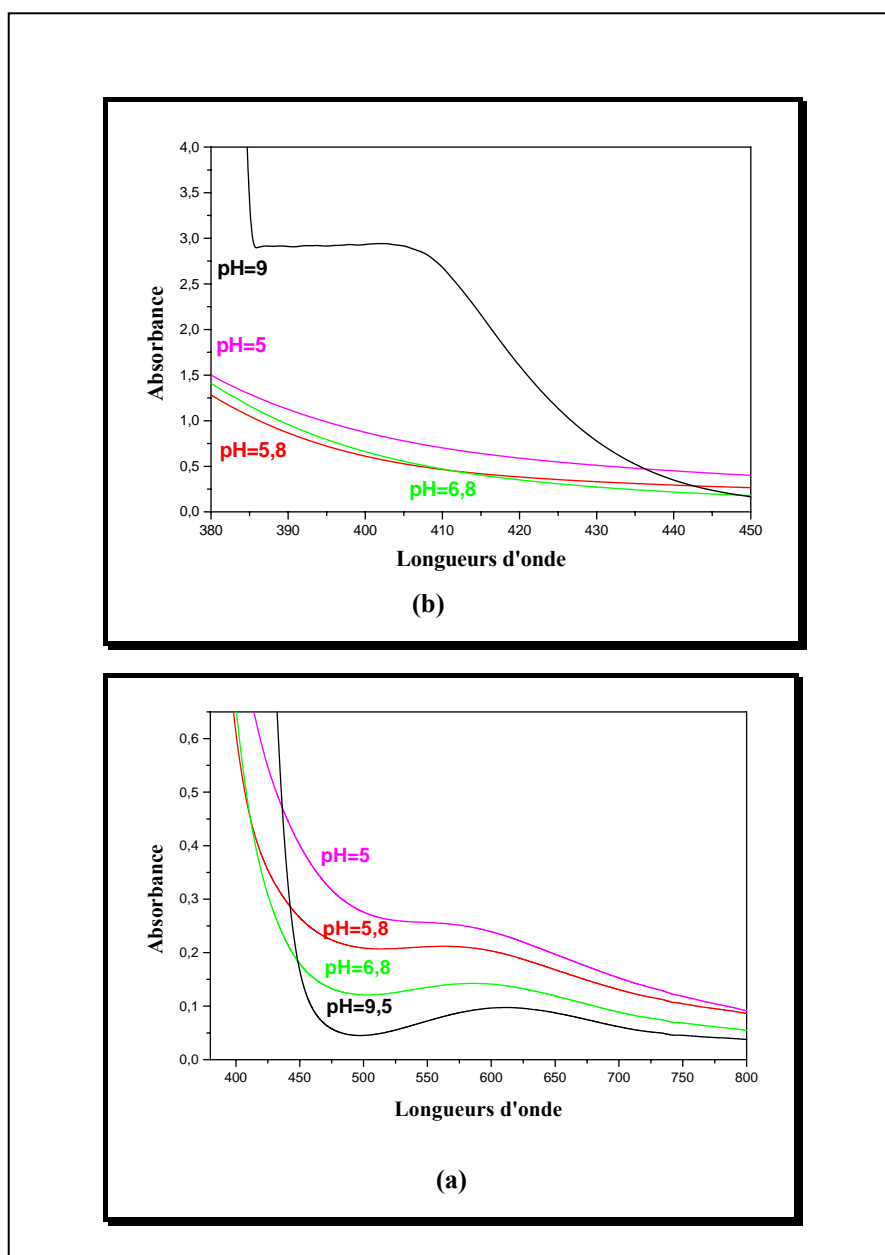 4,0
3,5
3,0
2,5
2,0
1,5
1,0
0,5
0,0
Absorbance
pH=9
pH=5
pH=5,8
pH=6,8
380 390 400 410 420 430 440 450
Longueurs d'onde
(b)
0,6
0,5
0,4
0,3
0,2
0,1
0,0
Absorbance
pH=5
pH=5,8
pH=6,8
pH=9,5
400 450 500 550 600 650 700 750 800
Longueurs d'onde
(a)